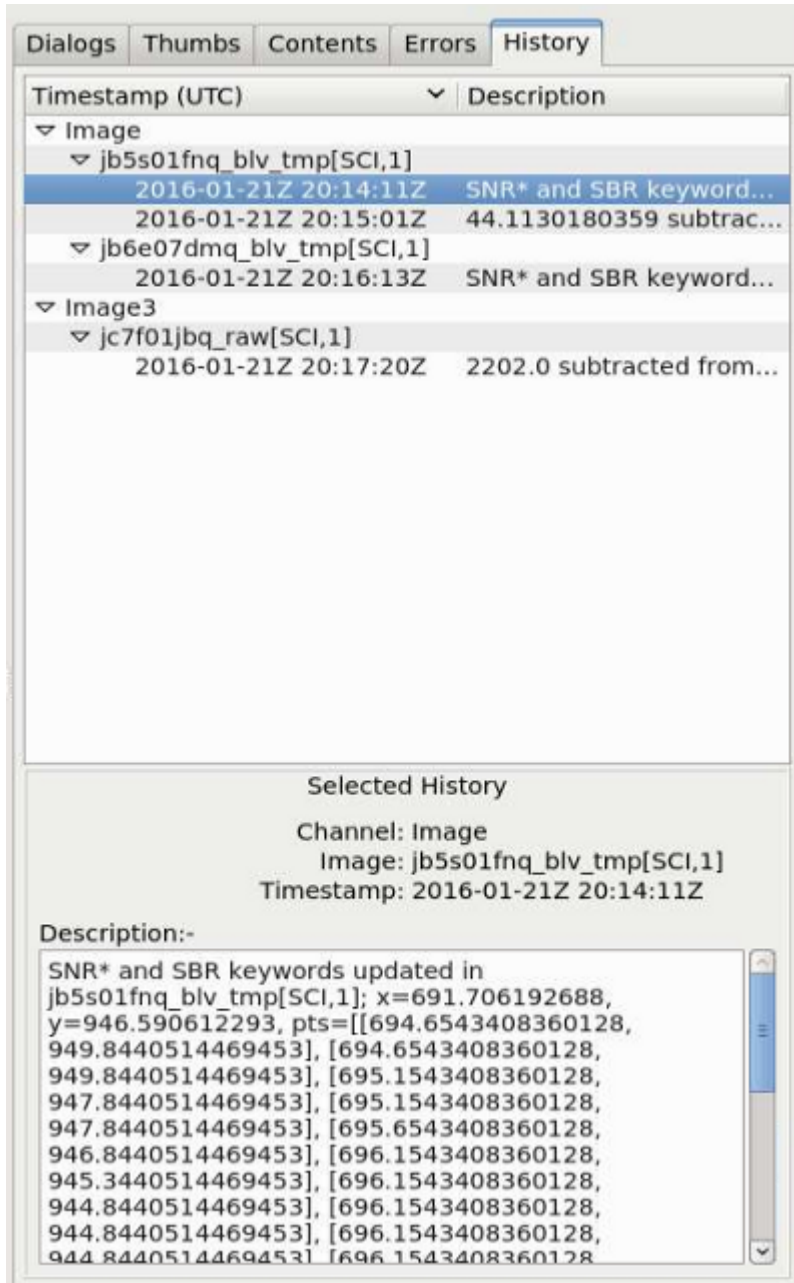 Dialogs Thumbs Contents Errors History
Timestamp (UTC) Description
Image
jb5s01fnq_blv_tmp[SCI,1]
2016-01-21Z 20:14:11Z SNR* and SBR keyword...
2016-01-21Z 20:15:01Z 44.1130180359 subtrac...
jb6e07dmq_blv_tmp[SCI,1]
2016-01-21Z 20:16:13Z SNR* and SBR keyword...
Image3
jc7f01jbq_raw[SCI,1]
2016-01-21Z 20:17:20Z 2202.0 subtracted from...
Selected History
Channel: Image
Image: jb5s01fnq_blv_tmp[SCI,1]
Timestamp: 2016-01-21Z 20:14:11Z
Description:-
SNR* and SBR keywords updated in
jb5s01fnq_blv_tmp[SCI,1]; x=691.706192688,
y=946.590612293, pts=[[694.6543408360128,
949.8440514469453], [694.6543408360128,
949.8440514469453], [695.1543408360128,
947.8440514469453], [695.1543408360128,
947.8440514469453], [695.6543408360128,
946.8440514469453], [696.1543408360128,
945.3440514469453], [696.1543408360128,
944.8440514469453], [696.1543408360128,
944.8440514469453], [696.1543408360128,
944.8440514469453], [696.1543408360128,